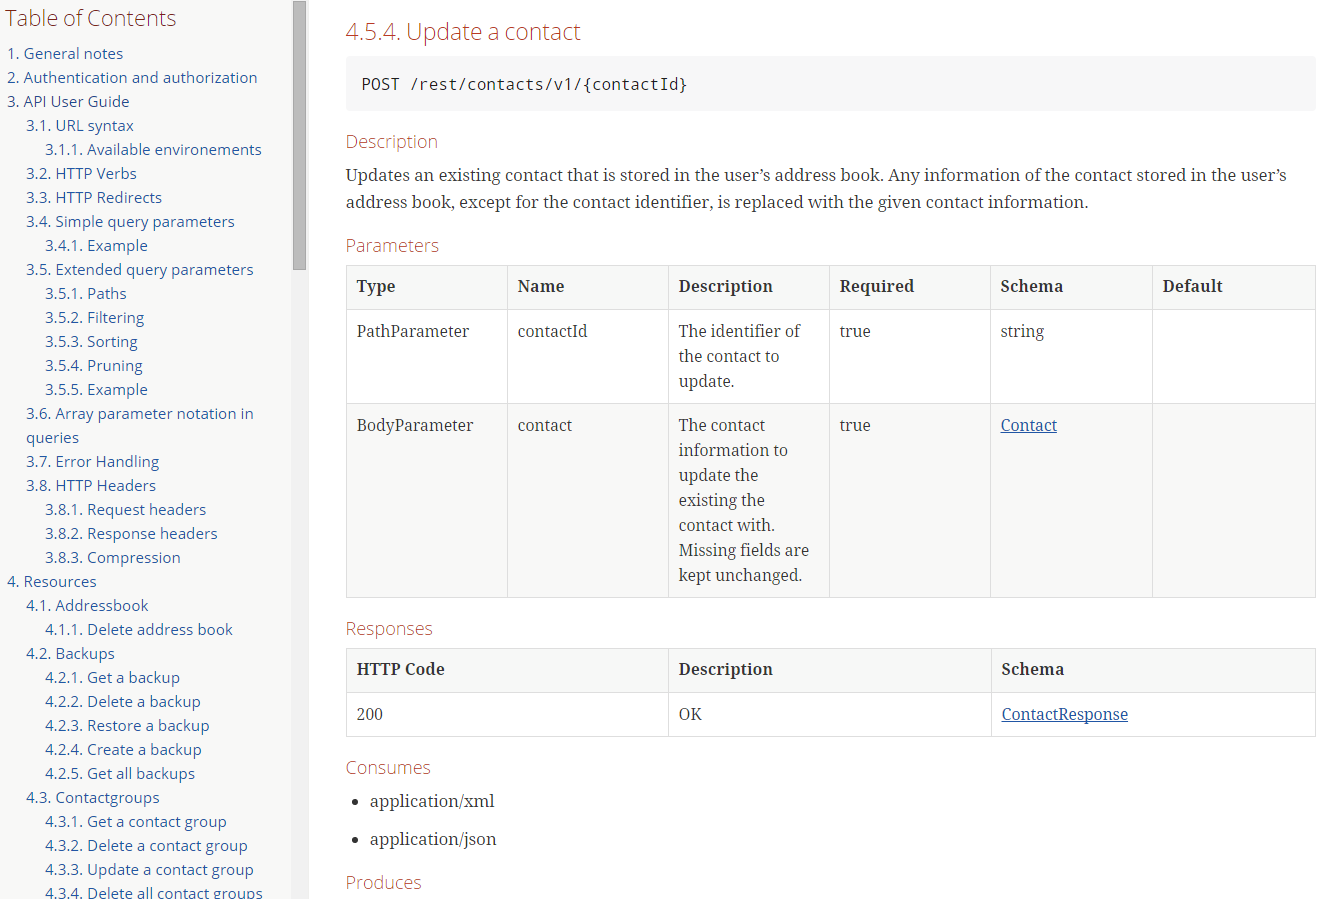 Table of Contents
1. General notes
2. Authentication and authorization
3. API User Guide
3.1. URL syntax
3.1.1. Available environements
3.2. HTTP Verbs
3.3. HTTP Redirects
3.4. Simple query parameters
3.4.1. Example
3.5. Extended query parameters
3.5.1. Paths
3.5.2. Filtering
3.5.3. Sorting
3.5.4. Pruning
3.5.5. Example
3.6. Array parameter notation in
queries
3.7. Error Handling
3.8. HTTP Headers
3.8.1. Request headers
3.8.2. Response headers
3.8.3. Compression
4. Resources
4.1. Addressbook
4.1.1. Delete address book
4.2. Backups
4.2.1. Get a backup
4.2.2. Delete a backup
4.2.3. Restore a backup
4.2.4. Create a backup
4.2.5. Get all backups
4.3. Contactgroups
4.3.1. Get a contact group
4.3.2. Delete a contact group
4.3.3. Update a contact group
4.3.4. Delete all contact groups
4.5.4. Update a contact
POST /rest/contacts/v1/{contactId}
Description
Updates an existing contact that is stored in the user’s address book. Any information of the contact stored in the user’s
address book, except for the contact identifier, is replaced with the given contact information.
Parameters
Type Name Description Required Schema Default
PathParameter contactId The identifier of true string
the contact to
update.
BodyParameter contact The contact true Contact
information to
update the
existing the
contact with.
Missing fields are
kept unchanged.
Responses
HTTP Code Description Schema
200 OK ContactResponse
Consumes
• application/xml
• application/json
Produces